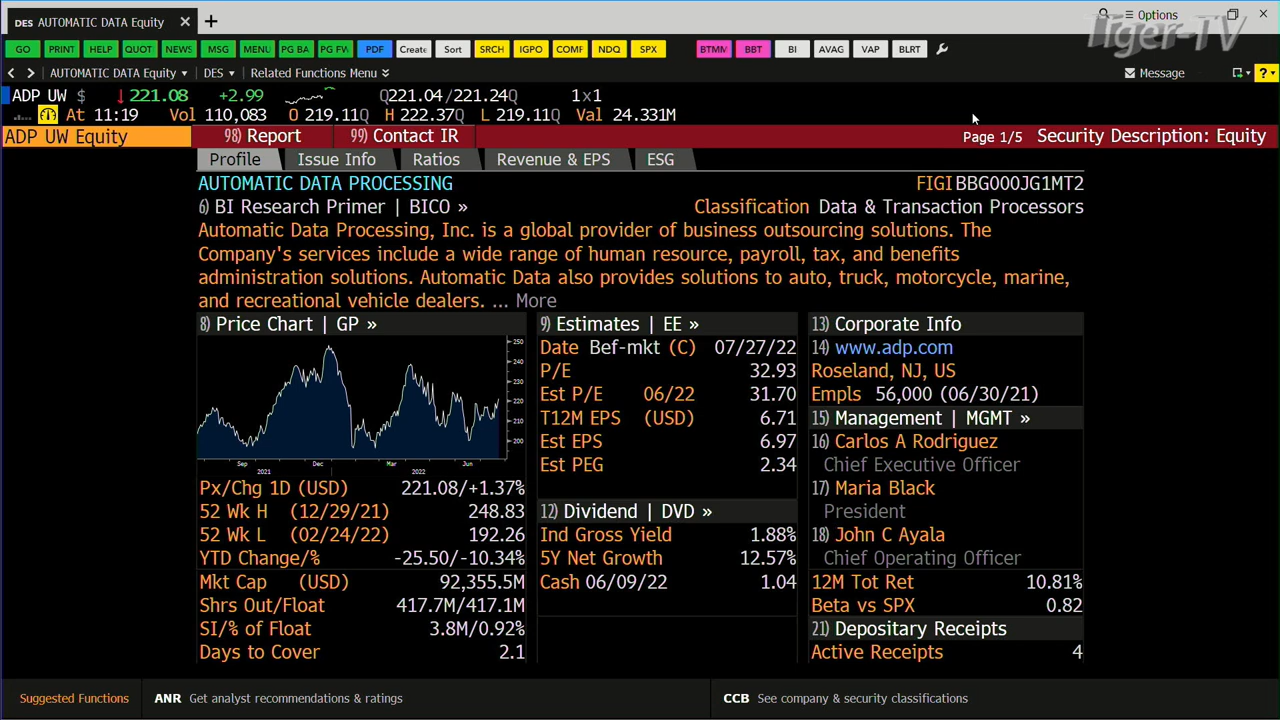 DES AUTOMATIC DATA Equity × +
Options
Tiger-TV
GO PRINT HELP QUOT NEWS MSG MENU PG BA PG FW PDF Create Sort SRCH IGPO COMF NDQ SPX BTMM BBT BI AVAG VAP BLRT
AUTOMATIC DATA Equity DES Related Functions Menu Message ?
ADP UW $ ↓221.08 +2.99 Q221.04/221.24Q 1×1
At 11:19 Vol 110,083 O 219.11Q H 222.37Q L 219.11Q Val 24.331M
ADP UW Equity 98) Report 99) Contact IR Page 1/5 Security Description: Equity
Profile Issue Info Ratios Revenue & EPS ESG
AUTOMATIC DATA PROCESSING FIGI BBG000JG1MT2
6) BI Research Primer | BICO » Classification Data & Transaction Processors
Automatic Data Processing, Inc. is a global provider of business outsourcing solutions. The
Company's services include a wide range of human resource, payroll, tax, and benefits
administration solutions. Automatic Data also provides solutions to auto, truck, motorcycle, marine,
and recreational vehicle dealers. ... More
8) Price Chart | GP »
250
240
230
220
210
200
Sep Dec Mar Jun
2021 2022
Px/Chg 1D (USD) 221.08/+1.37%
52 Wk H (12/29/21) 248.83
52 Wk L (02/24/22) 192.26
YTD Change/% -25.50/-10.34%
Mkt Cap (USD) 92,355.5M
Shrs Out/Float 417.7M/417.1M
SI/% of Float 3.8M/0.92%
Days to Cover 2.1
9) Estimates | EE »
Date Bef-mkt (C) 07/27/22
P/E 32.93
Est P/E 06/22 31.70
T12M EPS (USD) 6.71
Est EPS 6.97
Est PEG 2.34
12) Dividend | DVD »
Ind Gross Yield 1.88%
5Y Net Growth 12.57%
Cash 06/09/22 1.04
13) Corporate Info
14) www.adp.com
Roseland, NJ, US
Empls 56,000 (06/30/21)
15) Management | MGMT »
16) Carlos A Rodriguez
Chief Executive Officer
17) Maria Black
President
18) John C Ayala
Chief Operating Officer
12M Tot Ret 10.81%
Beta vs SPX 0.82
21) Depositary Receipts
Active Receipts 4
Suggested Functions ANR Get analyst recommendations & ratings CCB See company & security classifications